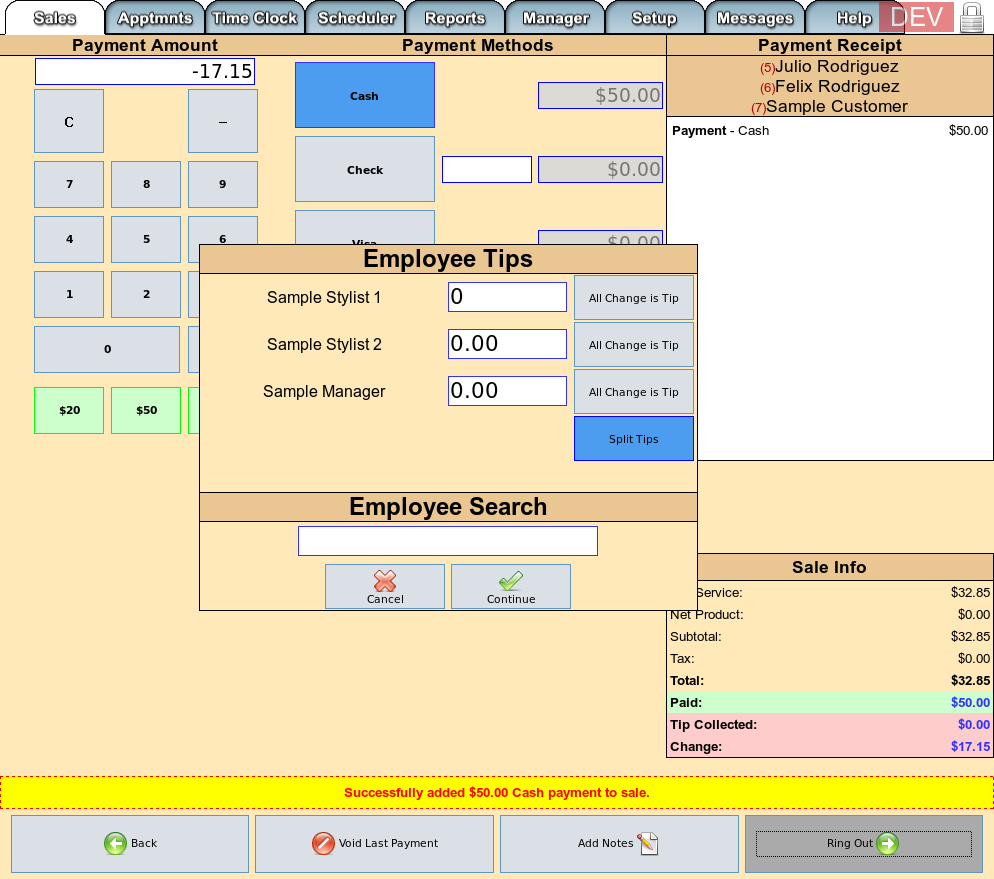 Sales Apptmnts Time Clock Scheduler Reports Manager Setup Messages Help DEV
Payment Amount
-17.15
C –
7 8 9
4 5 6
1 2
0
$20 $50
Payment Methods
Cash $50.00
Check $0.00
Visa $0.00
Payment Receipt
(5)Julio Rodriguez
(6)Felix Rodriguez
(7)Sample Customer
Payment - Cash $50.00
Employee Tips
Sample Stylist 1 0 All Change is Tip
Sample Stylist 2 0.00 All Change is Tip
Sample Manager 0.00 All Change is Tip
Split Tips
Employee Search
Cancel Continue
Sale Info
Service: $32.85
Net Product: $0.00
Subtotal: $32.85
Tax: $0.00
Total: $32.85
Paid: $50.00
Tip Collected: $0.00
Change: $17.15
Successfully added $50.00 Cash payment to sale.
Back Void Last Payment Add Notes Ring Out